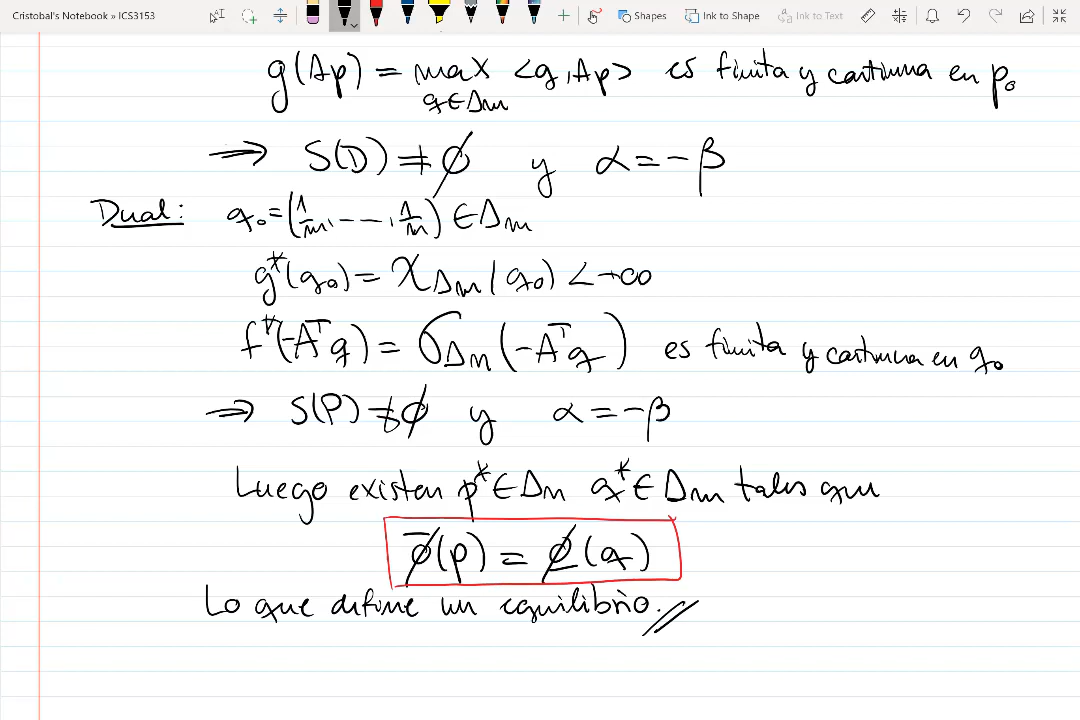 Cristobal's Notebook » ICS3153
Shapes Ink to Shape Ink to Text
g(Ap) = max <q, Ap> es finita y continua en p₀
q∈Δm
⇒ S(D) ≠ ∅ y α = -β
Dual: q₀ = (1/m, ---, 1/m) ∈ Δm
g*(q₀) = χΔm(q₀) < +∞
f*(-Aᵀq) = σΔm(-Aᵀq) es finita y continua en q₀
⇒ S(P) ≠ ∅ y α = -β
Luego existen p* ∈ Δn q* ∈ Δm tales que
φ̅(p) = φ̲(q)
Lo que define un equilibrio.//